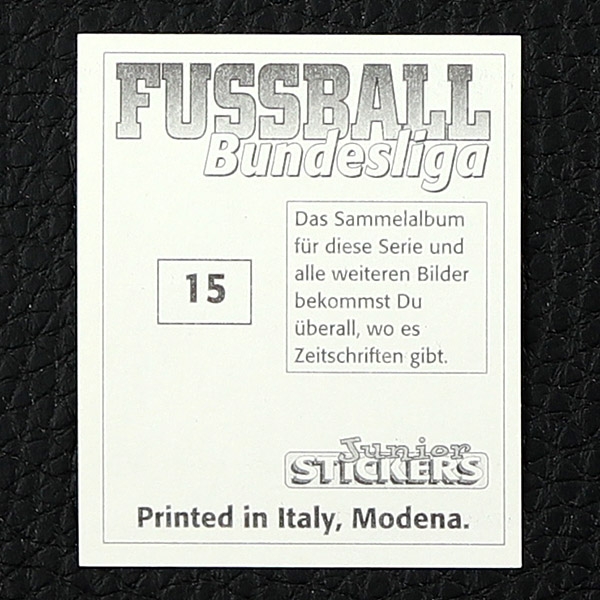 FUSSBALL
Bundesliga
Das Sammelalbum
für diese Serie und
alle weiteren Bilder
bekommst Du
überall, wo es
Zeitschriften gibt.
15
Junior
STICKERS
Printed in Italy, Modena.